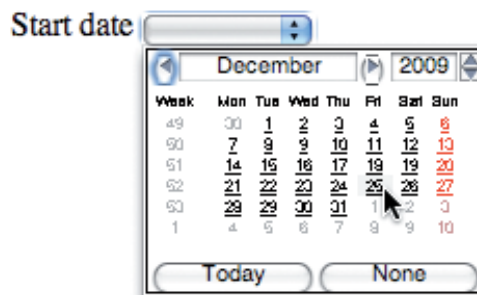 Start date
December 2009
Week Mon Tue Wed Thu Fri Sat Sun
49 30 1 2 3 4 5 6
50 7 8 9 10 11 12 13
51 14 15 16 17 18 19 20
52 21 22 23 24 25 26 27
53 28 29 30 31 1 2 3
1 4 5 6 7 8 9 10
Today None